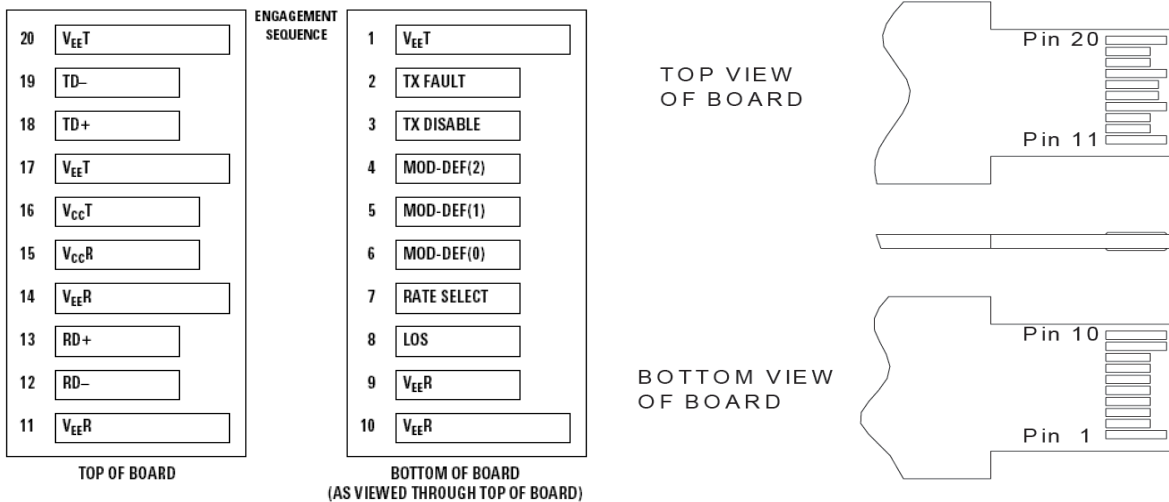 ENGAGEMENT
SEQUENCE
20 VEET
19 TD–
18 TD+
17 VEET
16 VCCT
15 VCCR
14 VEER
13 RD+
12 RD–
11 VEER
TOP OF BOARD
1 VEET
2 TX FAULT
3 TX DISABLE
4 MOD-DEF(2)
5 MOD-DEF(1)
6 MOD-DEF(0)
7 RATE SELECT
8 LOS
9 VEER
10 VEER
BOTTOM OF BOARD
(AS VIEWED THROUGH TOP OF BOARD)
TOP VIEW
OF BOARD
Pin 20
Pin 11
BOTTOM VIEW
OF BOARD
Pin 10
Pin 1